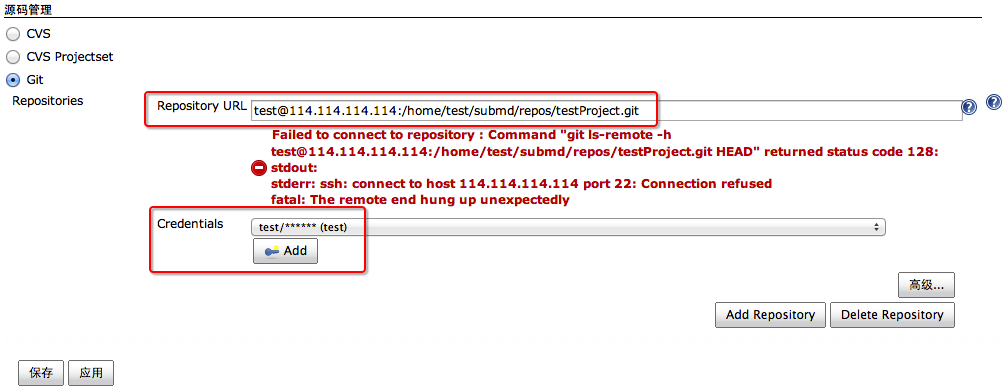 源码管理
CVS
CVS Projectset
Git
Repositories
Repository URL test@114.114.114.114:/home/test/submd/repos/testProject.git
Failed to connect to repository : Command "git ls-remote -h
test@114.114.114.114:/home/test/submd/repos/testProject.git HEAD" returned status code 128:
stdout:
stderr: ssh: connect to host 114.114.114.114 port 22: Connection refused
fatal: The remote end hung up unexpectedly
Credentials test/****** (test)
Add
高级...
Add Repository Delete Repository
保存 应用